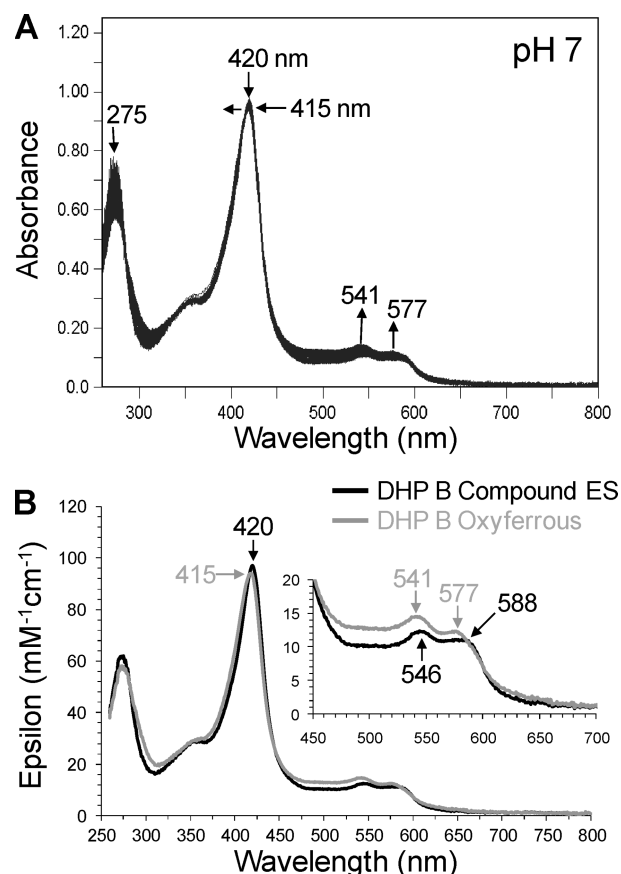 A
pH 7
420 nm
415 nm
275
541
577
1.20
1.00
0.80
0.60
0.40
0.20
0.0
Absorbance
300 400 500 600 700 800
Wavelength (nm)
B
DHP B Compound ES
DHP B Oxyferrous
120
100
80
60
40
20
0
Epsilon (mM-1cm-1)
420
415
20
15
10
5
0
541
577
588
546
450 500 550 600 650 700
250 300 350 400 450 500 550 600 650 700 750 800
Wavelength (nm)